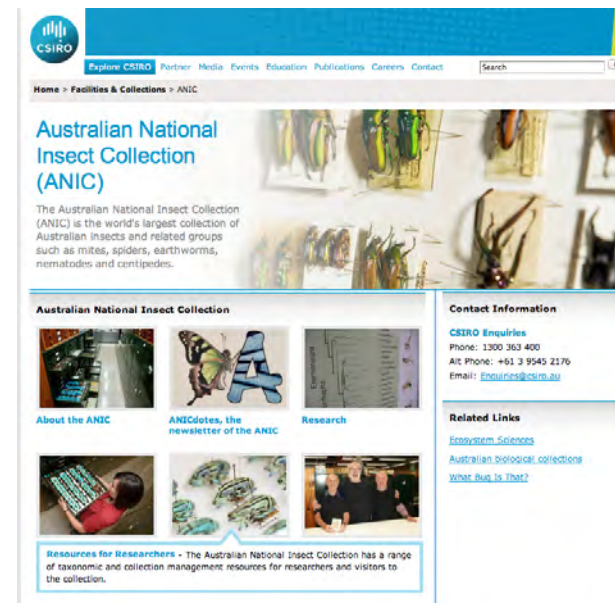 CSIRO
Explore CSIRO Partner Media Events Education Publications Careers Contact
Search
Home > Facilities & Collections > ANIC
Australian National
Insect Collection
(ANIC)
The Australian National Insect Collection
(ANIC) is the world's largest collection of
Australian insects and related groups
such as mites, spiders, earthworms,
nematodes and centipedes.
Australian National Insect Collection
About the ANIC
ANICdotes, the
newsletter of the ANIC
Research
Resources for Researchers - The Australian National Insect Collection has a range
of taxonomic and collection management resources for researchers and visitors to
the collection.
Contact Information
CSIRO Enquiries
Phone: 1300 363 400
Alt Phone: +61 3 9545 2176
Email: Enquiries@csiro.au
Related Links
Ecosystem Sciences
Australian biological collections
What Bug Is That?